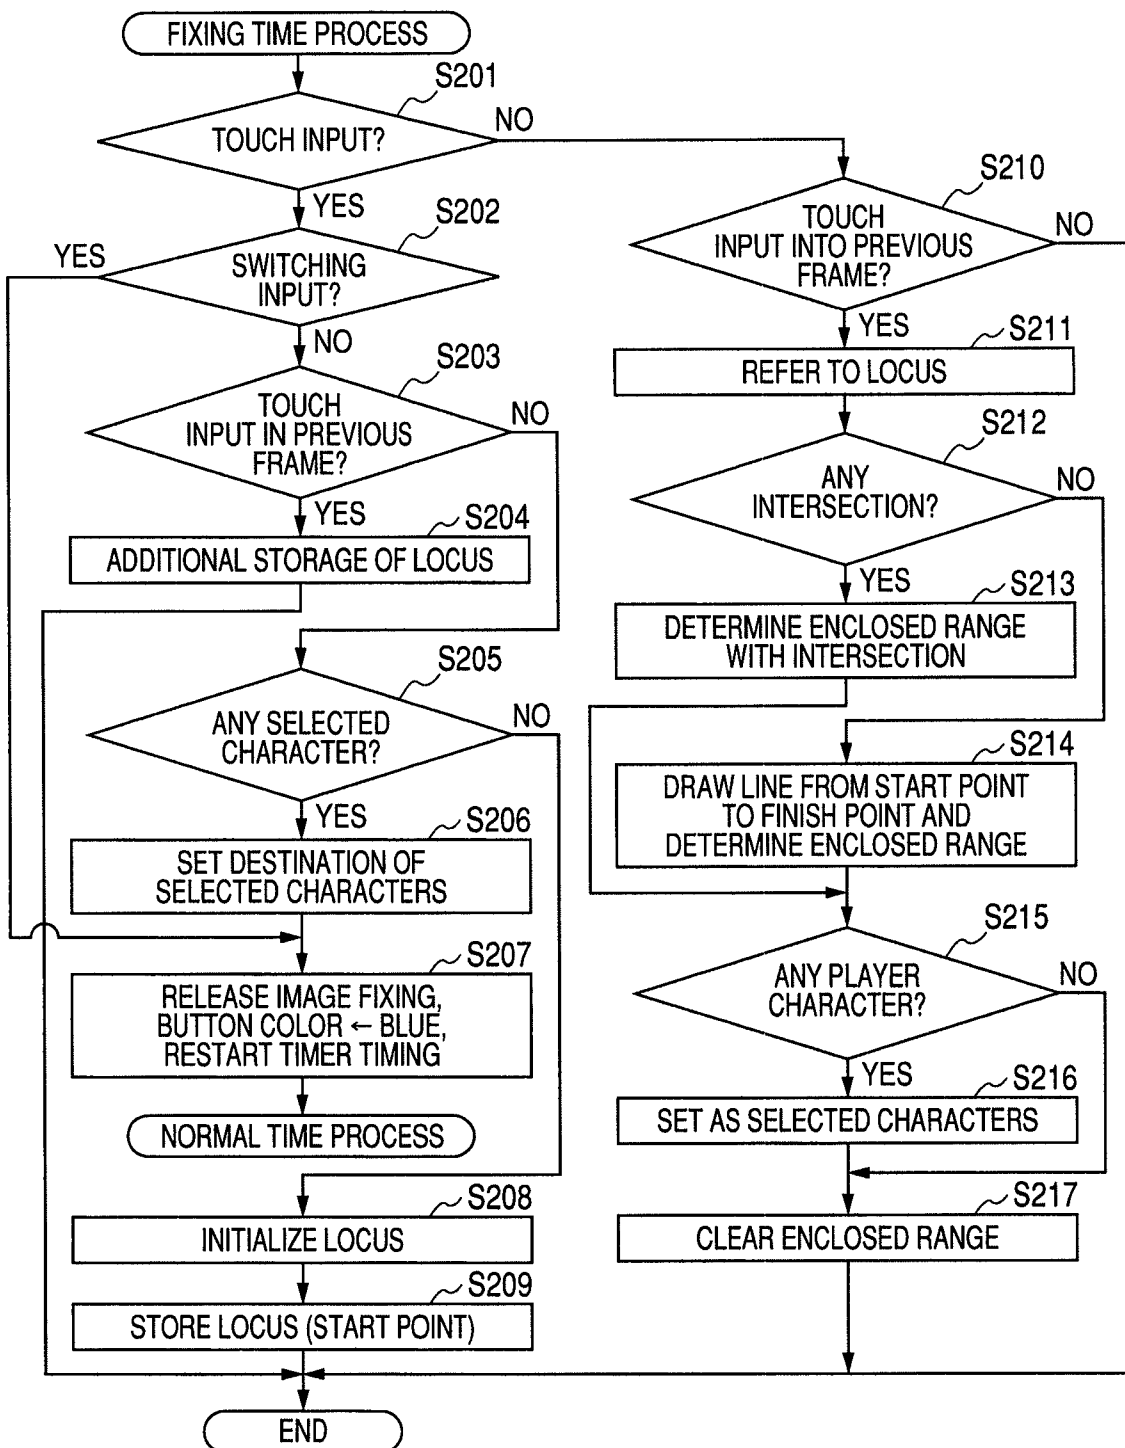 FIXING TIME PROCESS
S201
TOUCH INPUT?
NO
YES
S202
YES
SWITCHING
INPUT?
NO
S203
TOUCH
INPUT IN PREVIOUS
FRAME?
NO
YES
S204
ADDITIONAL STORAGE OF LOCUS
S205
ANY SELECTED
CHARACTER?
NO
YES
S206
SET DESTINATION OF
SELECTED CHARACTERS
S207
RELEASE IMAGE FIXING,
BUTTON COLOR ← BLUE,
RESTART TIMER TIMING
NORMAL TIME PROCESS
S208
INITIALIZE LOCUS
S209
STORE LOCUS (START POINT)
END
S210
TOUCH
INPUT INTO PREVIOUS
FRAME?
NO
YES
S211
REFER TO LOCUS
S212
ANY
INTERSECTION?
NO
YES
S213
DETERMINE ENCLOSED RANGE
WITH INTERSECTION
S214
DRAW LINE FROM START POINT
TO FINISH POINT AND
DETERMINE ENCLOSED RANGE
S215
ANY PLAYER
CHARACTER?
NO
YES
S216
SET AS SELECTED CHARACTERS
S217
CLEAR ENCLOSED RANGE